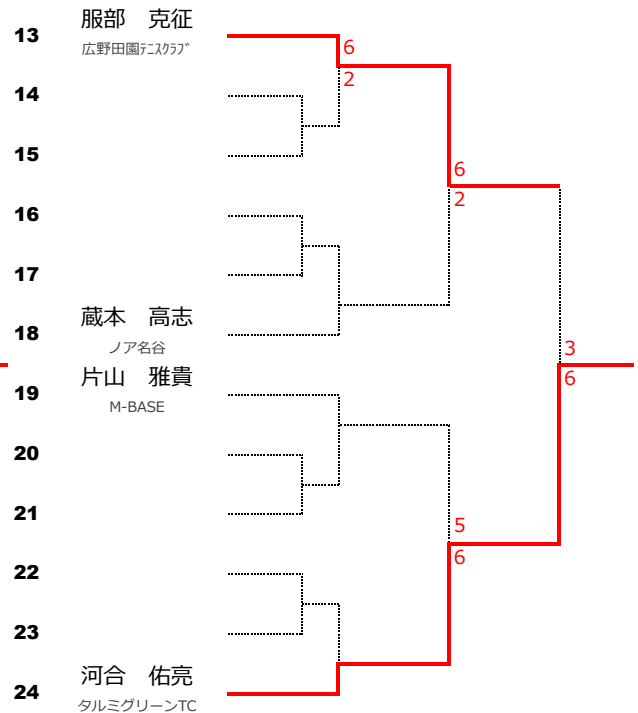 服部　克征
13
広野田園ﾃﾆｽｸﾗﾌﾞ
6
2
14
15
6
2
16
17
蔵本　高志
18
ノア名谷
3
片山　雅貴
6
19
M-BASE
20
21
5
6
22
23
河合　佑亮
24
タルミグリーンTC